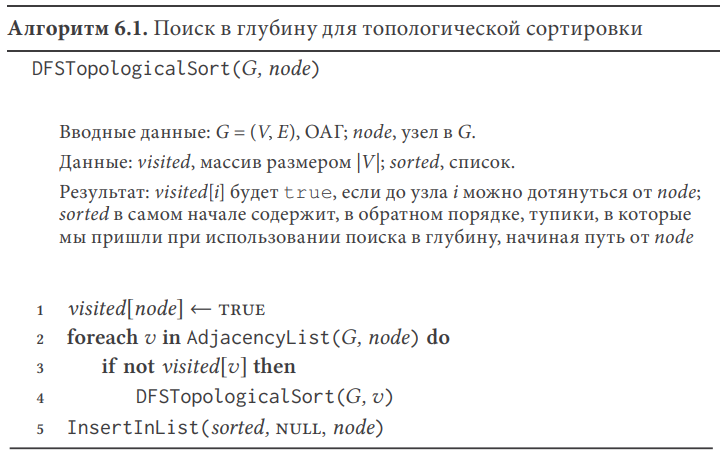 Алгоритм 6.1. Поиск в глубину для топологической сортировки
DFSTopologicalSort(G, node)
Вводные данные: G = (V, E), ОАГ; node, узел в G.
Данные: visited, массив размером |V|; sorted, список.
Результат: visited[i] будет true, если до узла i можно дотянуться от node;
sorted в самом начале содержит, в обратном порядке, тупики, в которые
мы пришли при использовании поиска в глубину, начиная путь от node
1 visited[node] ← TRUE
2 foreach v in AdjacencyList(G, node) do
3 if not visited[v] then
4 DFSTopologicalSort(G, v)
5 InsertInList(sorted, NULL, node)